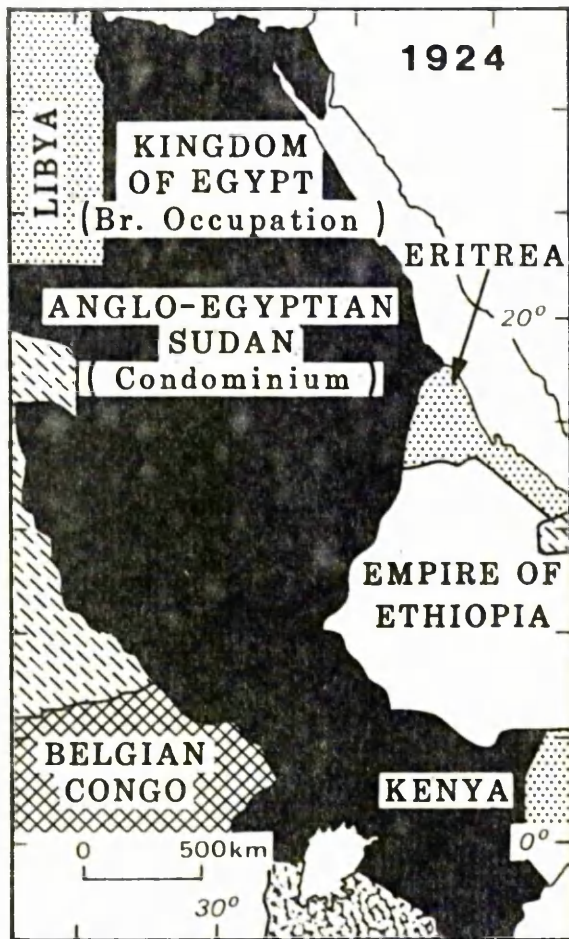 1924
LIBYA
KINGDOM
OF EGYPT
(Br. Occupation )
ERITREA
ANGLO-EGYPTIAN
SUDAN
( Condominium )
20°
EMPIRE OF
ETHIOPIA
BELGIAN
CONGO
KENYA
0 500km
0°
30°